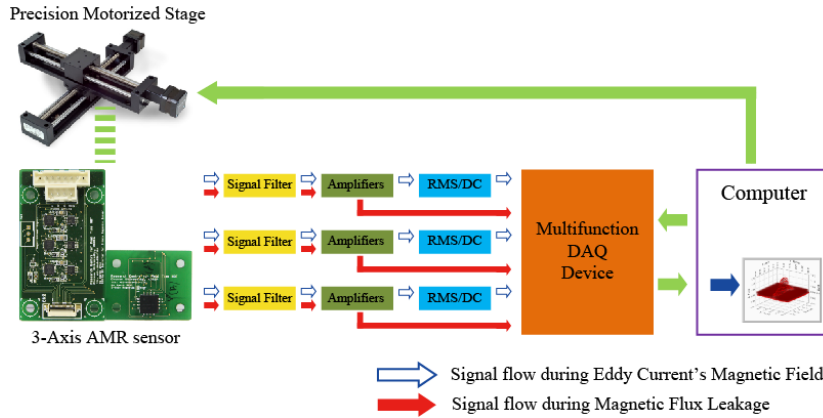 Precision Motorized Stage
Signal Filter
Amplifiers
RMS/DC
Signal Filter
Amplifiers
RMS/DC
Signal Filter
Amplifiers
RMS/DC
Multifunction
DAQ
Device
Computer
3-Axis AMR sensor
Signal flow during Eddy Current's Magnetic Field
Signal flow during Magnetic Flux Leakage